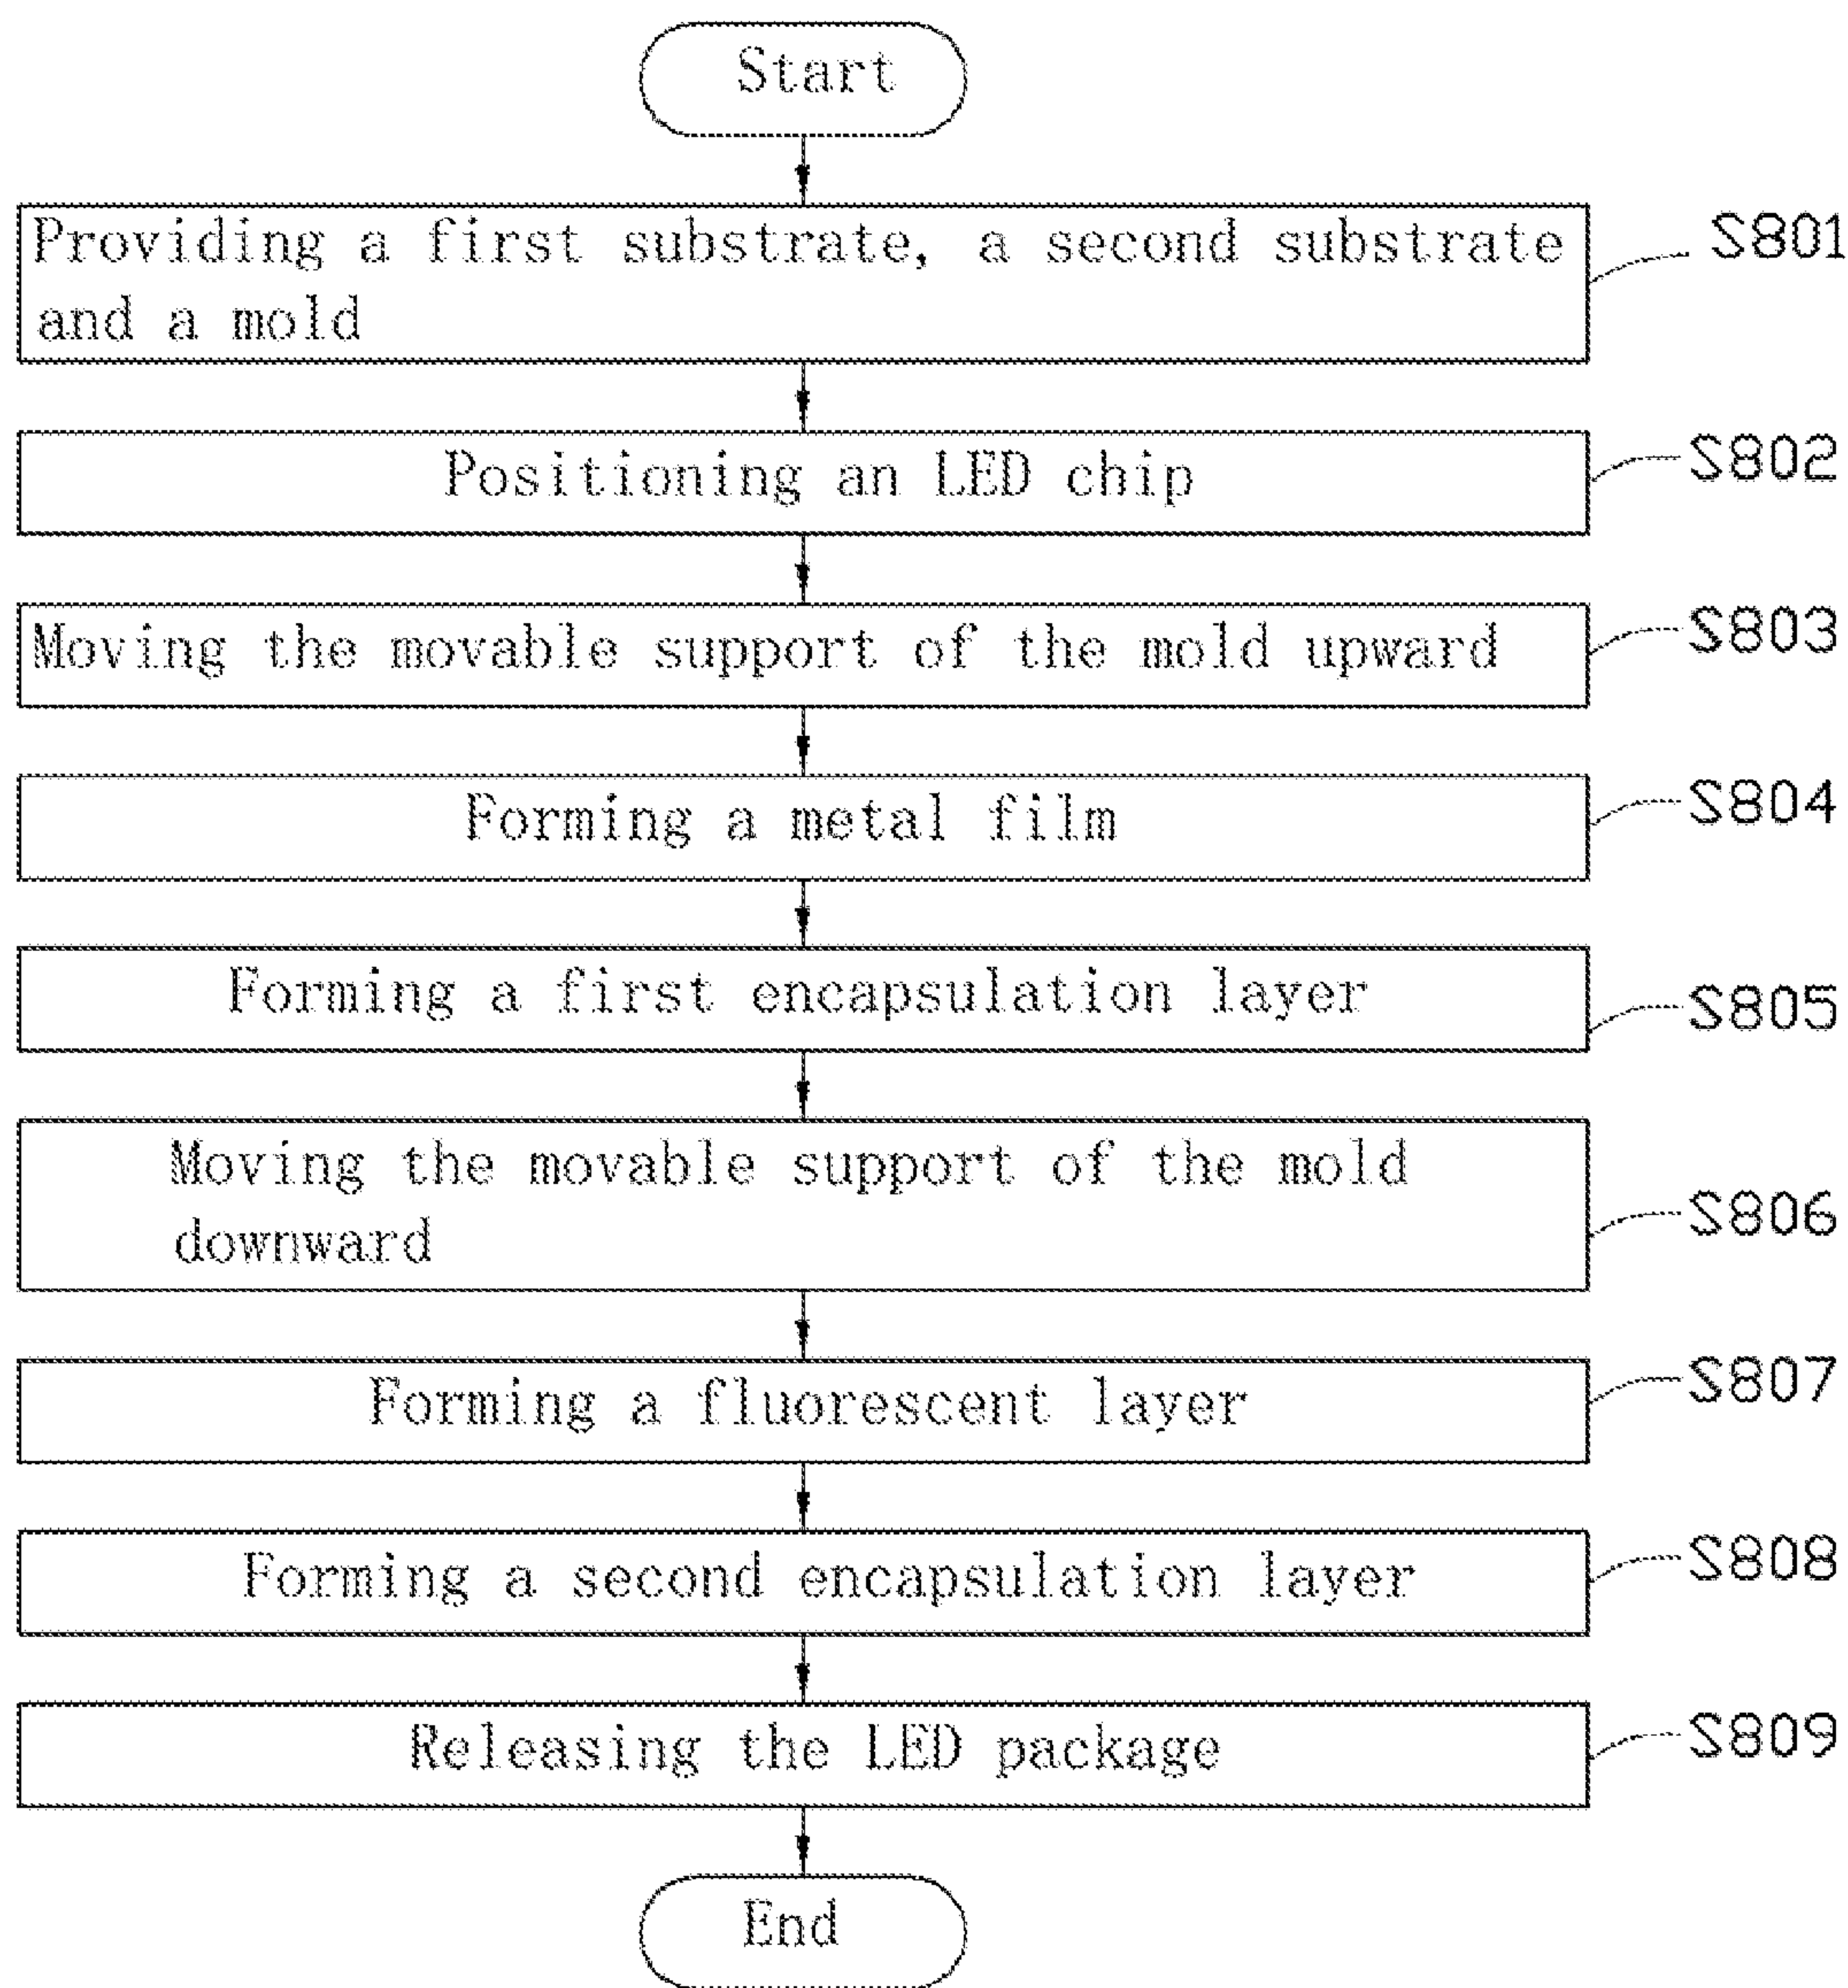 Start
Providing a first substrate, a second substrate
and a mold
S801
Positioning an LED chip
S802
Moving the movable support of the mold upward
S803
Forming a metal film
S804
Forming a first encapsulation layer
S805
Moving the movable support of the mold
downward
S806
Forming a fluorescent layer
S807
Forming a second encapsulation layer
S808
Releasing the LED package
S809
End